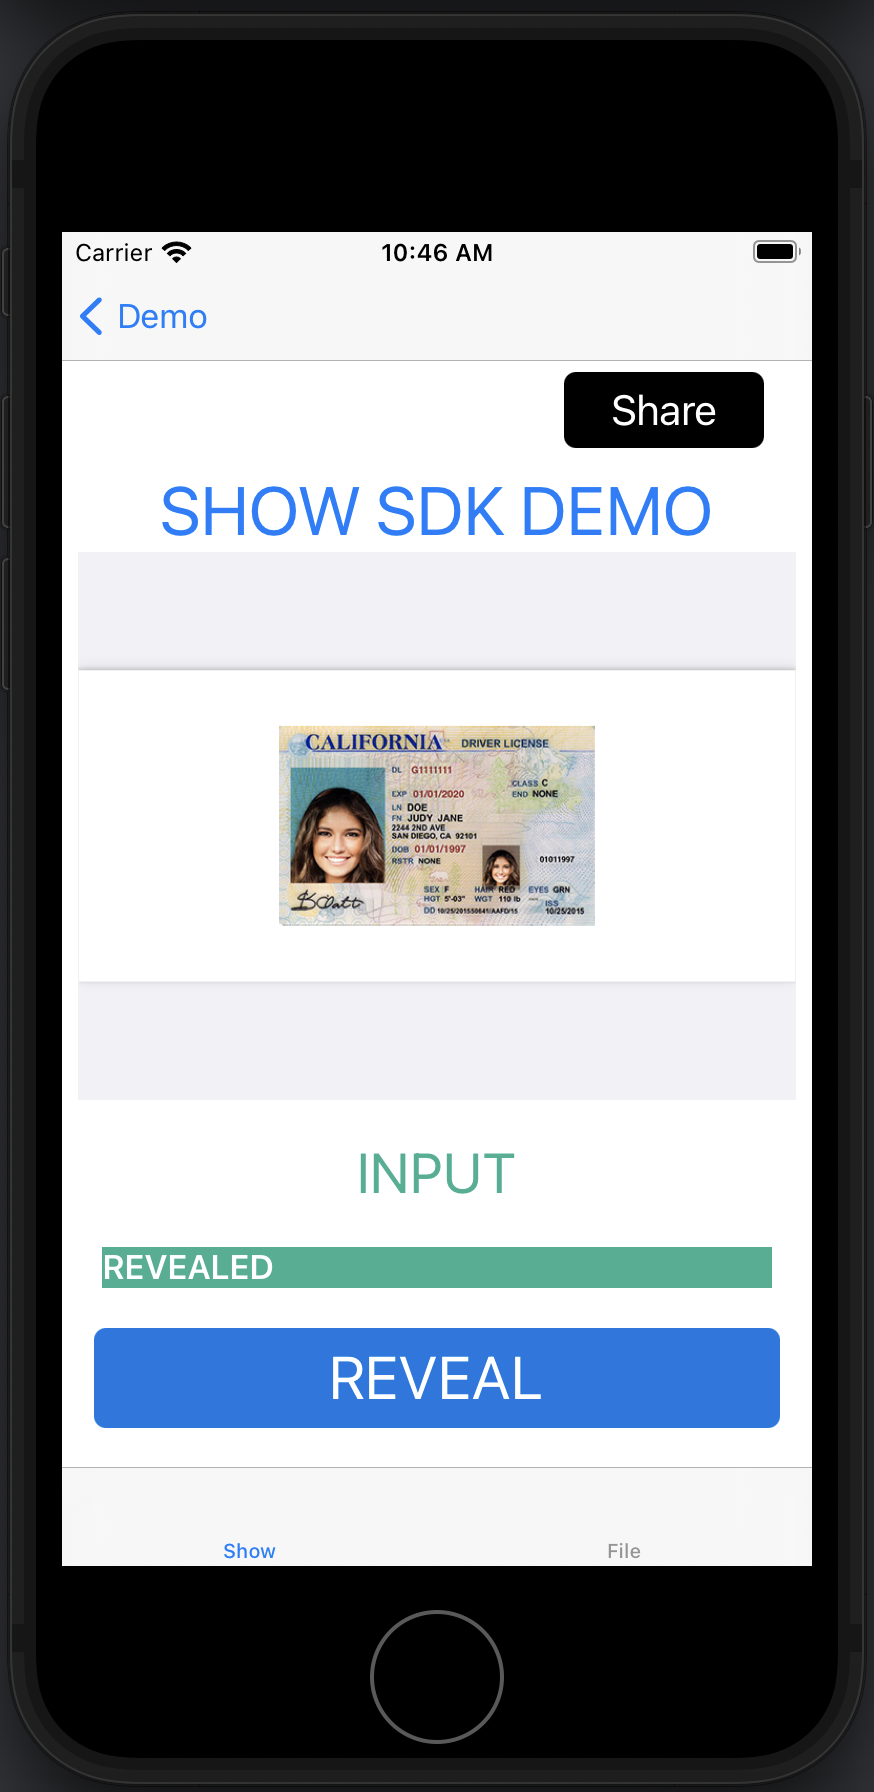 Carrier 10:46 AM
Demo
Share
SHOW SDK DEMO
CALIFORNIA DRIVER LICENSE
DL G1111111
CLASS C
EXP 01/01/2020 END NONE
LN DOE
FN JUDY JANE
2244 2ND AVE
SAN DIEGO, CA 92101
DOB 01/01/1997
RSTR NONE 01011997
SEX F HAIR RED EYES GRN
HGT 5'-03" WGT 110 lb ISS
DD 10/25/201550641/AAFD/15 10/25/2015
INPUT
REVEALED
REVEAL
Show File